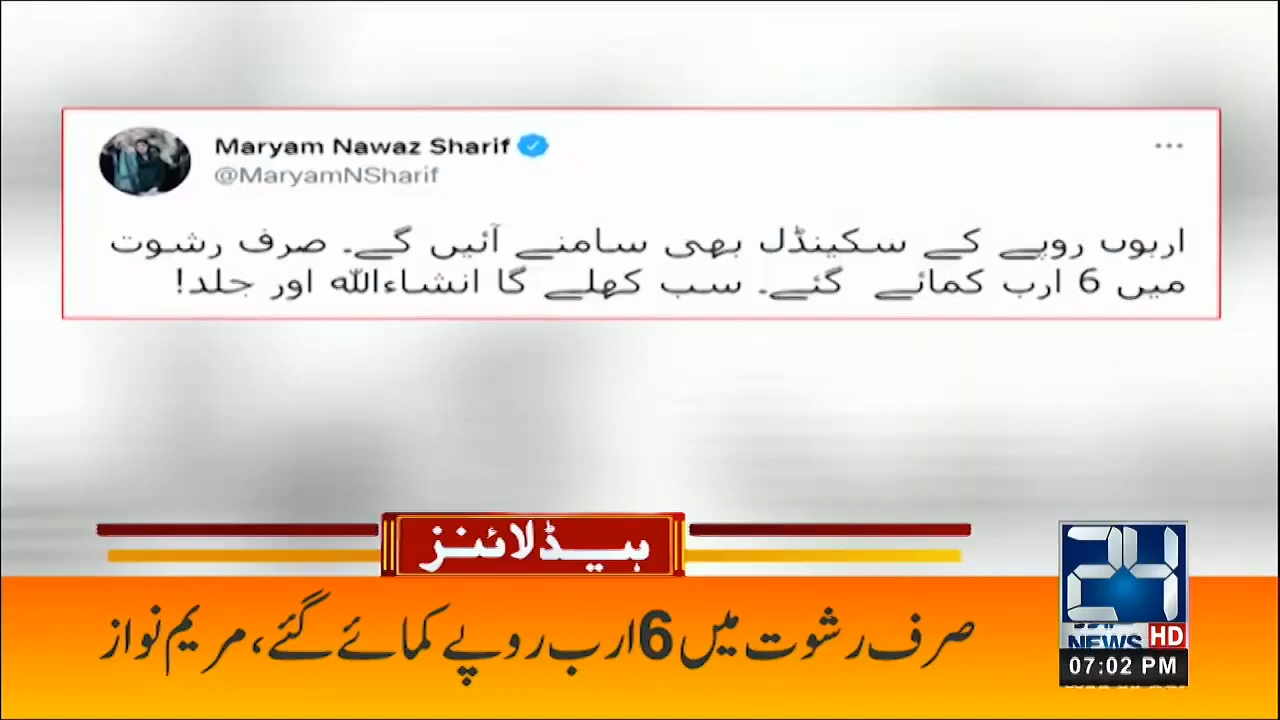 Maryam Nawaz Sharif
@MaryamNSharif
اربوں روپے کے سکینڈل بھی سامنے آئیں گے۔ صرف رشوت
میں 6 ارب کمائے گئے۔ سب کھلے گا انشاءاللہ اور جلد!
ہیڈلائنز
صرف رشوت میں 6 ارب روپے کمائے گئے، مریم نواز
24
NEWS HD
07:02 PM